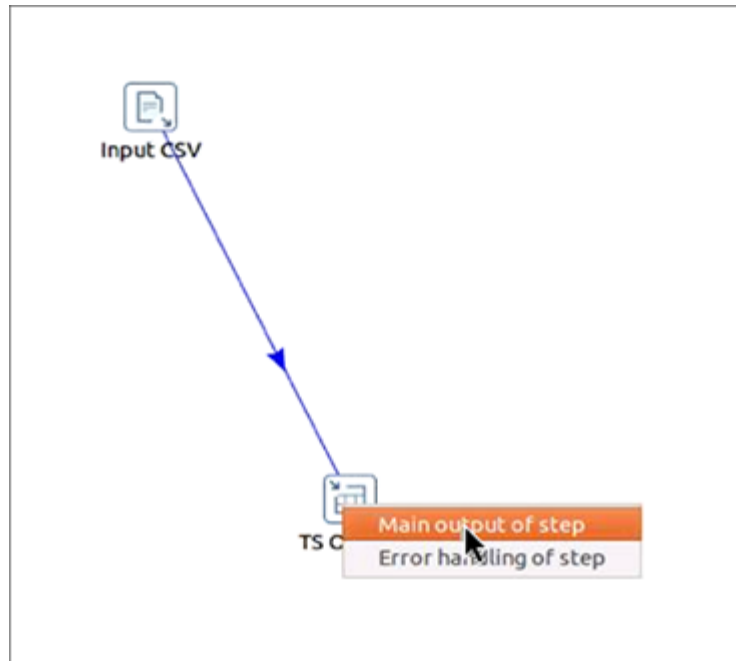 Input CSV
TS
Main output of step
Error handling of step